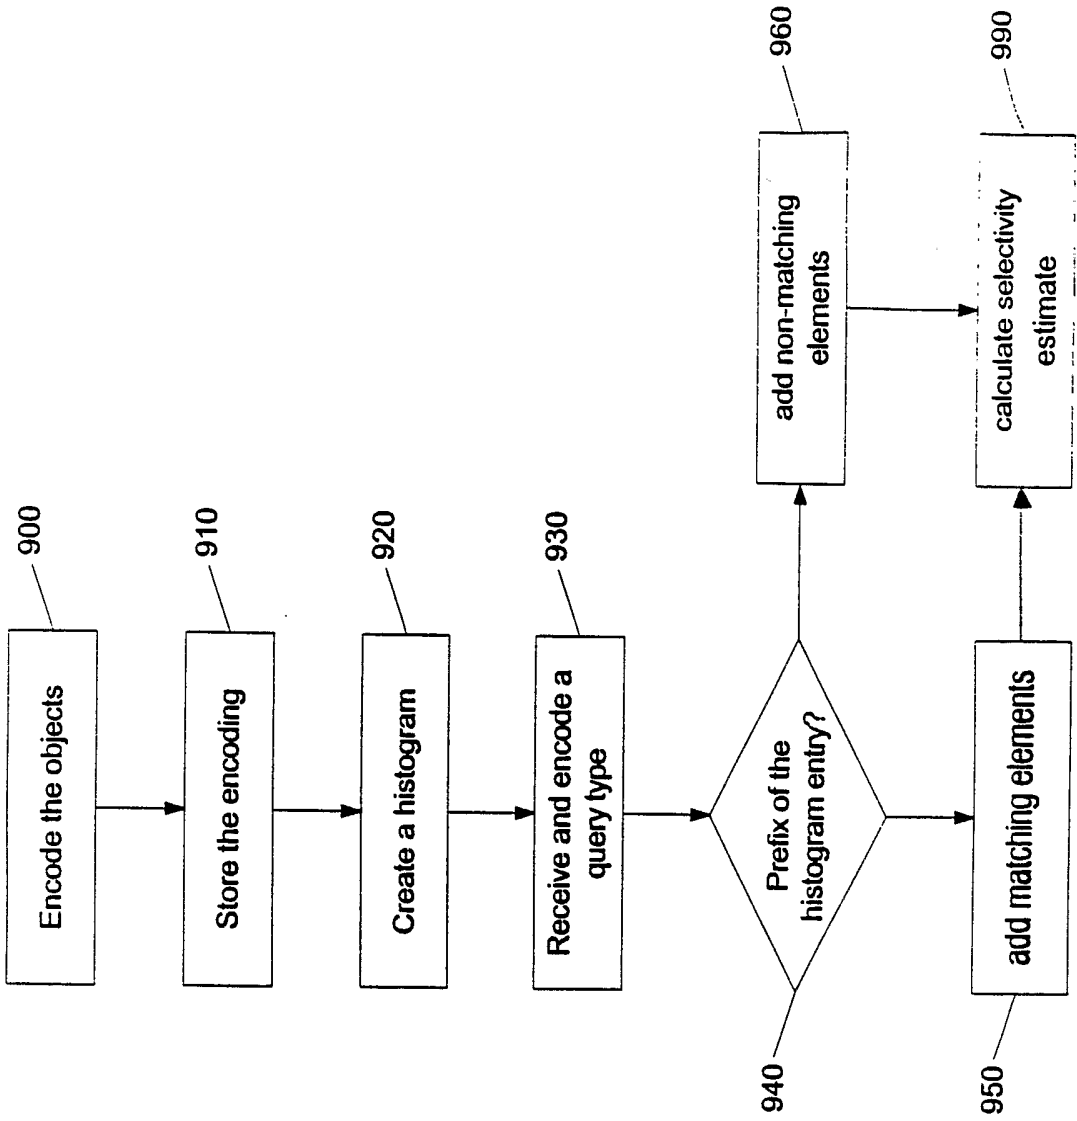 Encode the objects
900
Store the encoding
910
Create a histogram
920
Receive and encode a
query type
930
Prefix of the
histogram entry?
940
add non-matching
elements
960
add matching elements
950
calculate selectivity
estimate
990